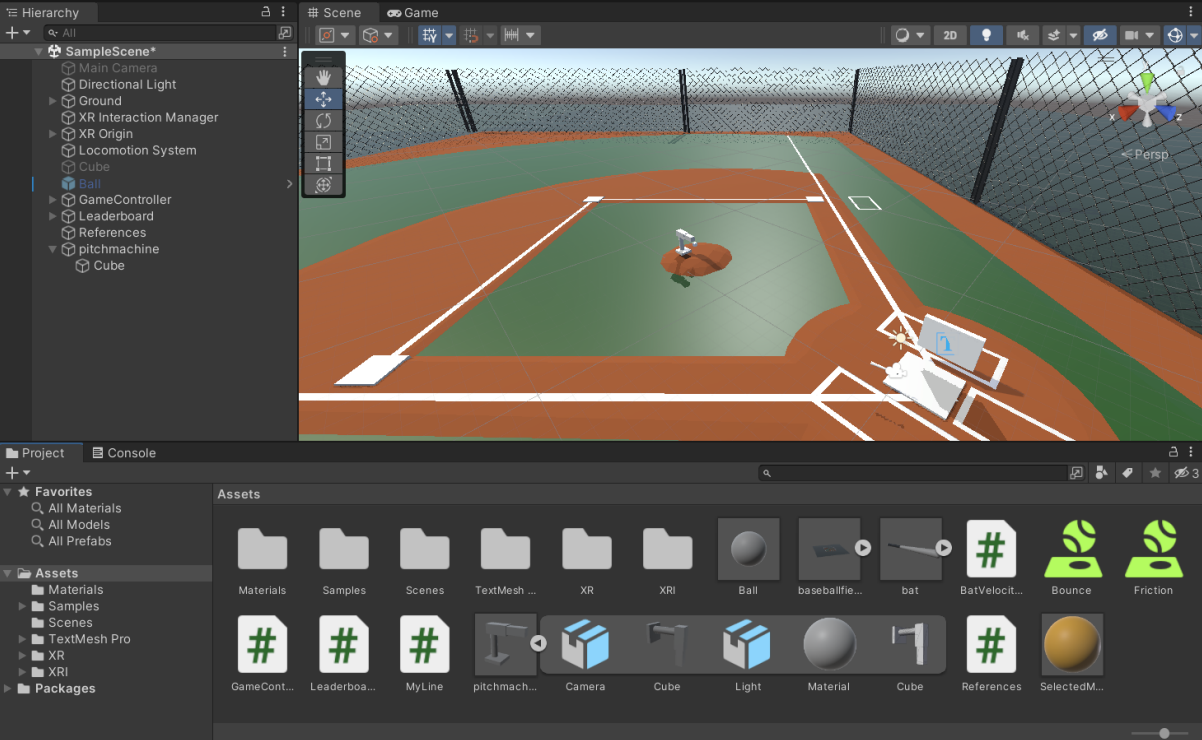 Hierarchy
Scene
Game
All
2D
SampleScene*
Main Camera
Directional Light
Ground
XR Interaction Manager
XR Origin
Locomotion System
Cube
Ball
GameController
Leaderboard
References
pitchmachine
Cube
x
z
Persp
Project
Console
3
Favorites
All Materials
All Models
All Prefabs
Assets
Materials
Samples
Scenes
TextMesh Pro
XR
XRI
Packages
Assets
Materials
Samples
Scenes
TextMesh ...
XR
XRI
Ball
baseballfie...
bat
BatVelocit...
Bounce
Friction
GameCont...
Leaderboa...
MyLine
pitchmach...
Camera
Cube
Light
Material
Cube
References
SelectedM...